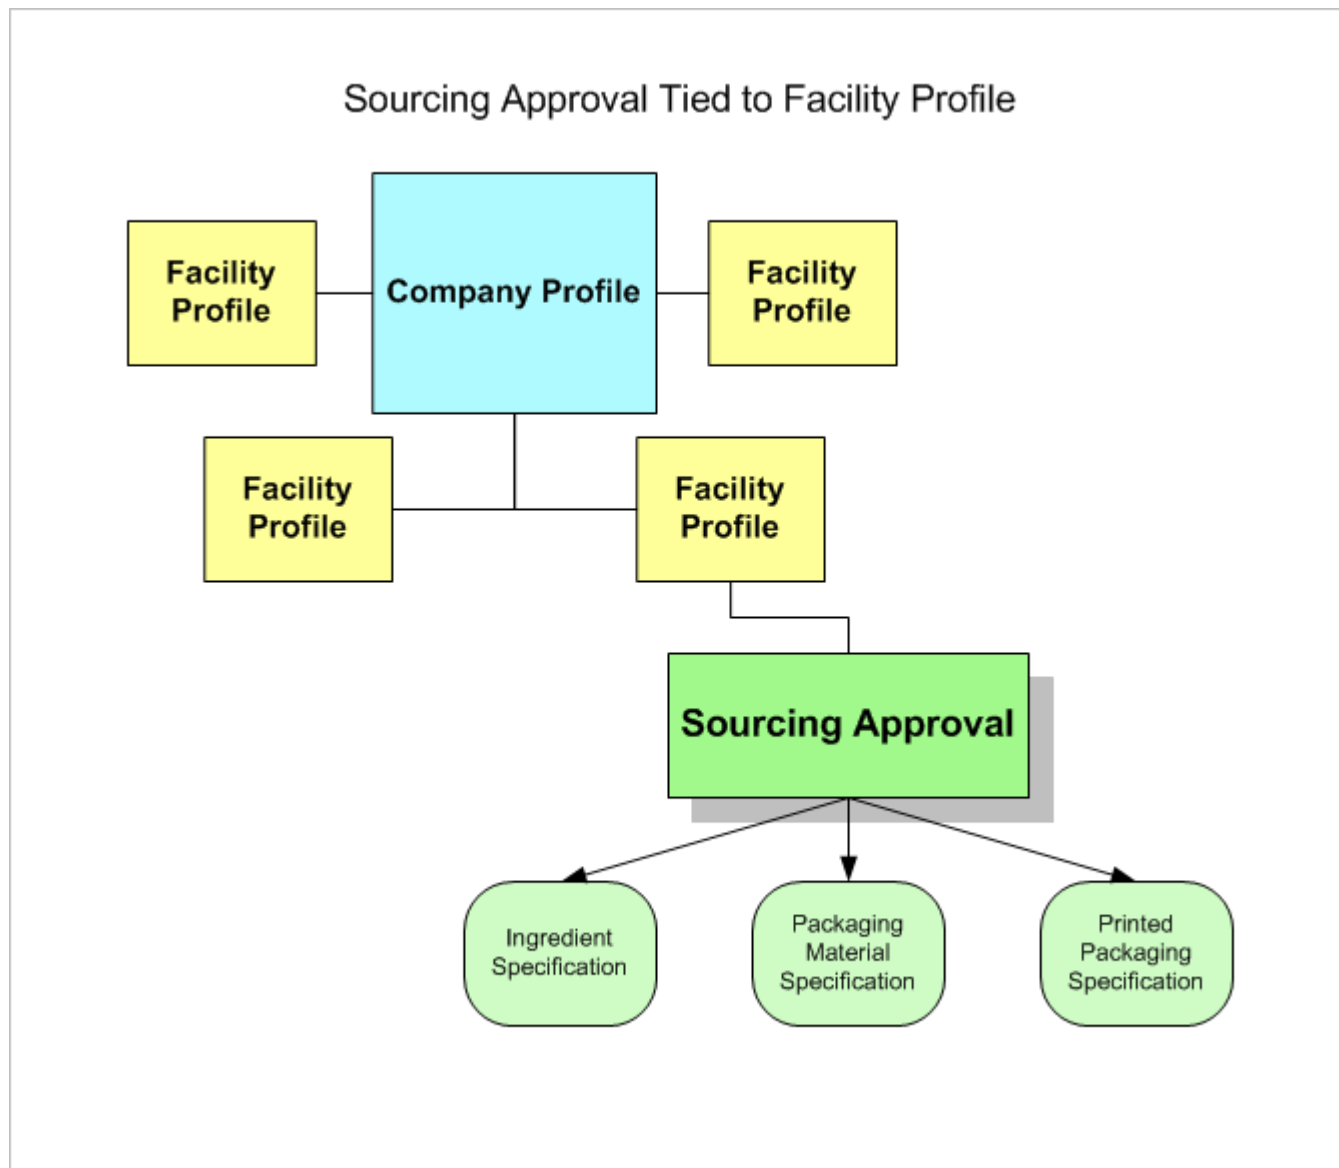 Sourcing Approval Tied to Facility Profile
Facility
Profile
Company Profile
Facility
Profile
Facility
Profile
Facility
Profile
Sourcing Approval
Ingredient
Specification
Packaging
Material
Specification
Printed
Packaging
Specification